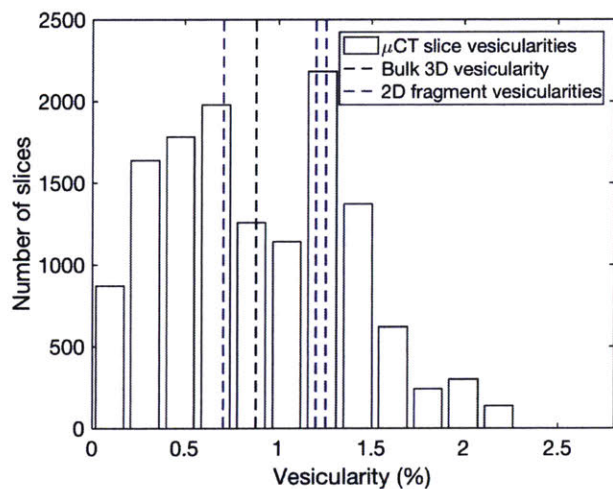 2500
2000
1500
1000
500
0
Number of slices
μCT slice vesicularities
Bulk 3D vesicularity
2D fragment vesicularities
0 0.5 1 1.5 2 2.5
Vesicularity (%)